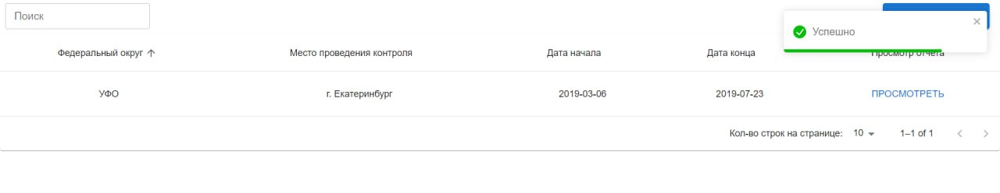 Поиск
Успешно
Федеральный округ Место проведения контроля Дата начала Дата конца Просмотр отчета
УФО г. Екатеринбург 2019-03-06 2019-07-23 ПРОСМОТРЕТЬ
Кол-во строк на странице: 10 1–1 of 1